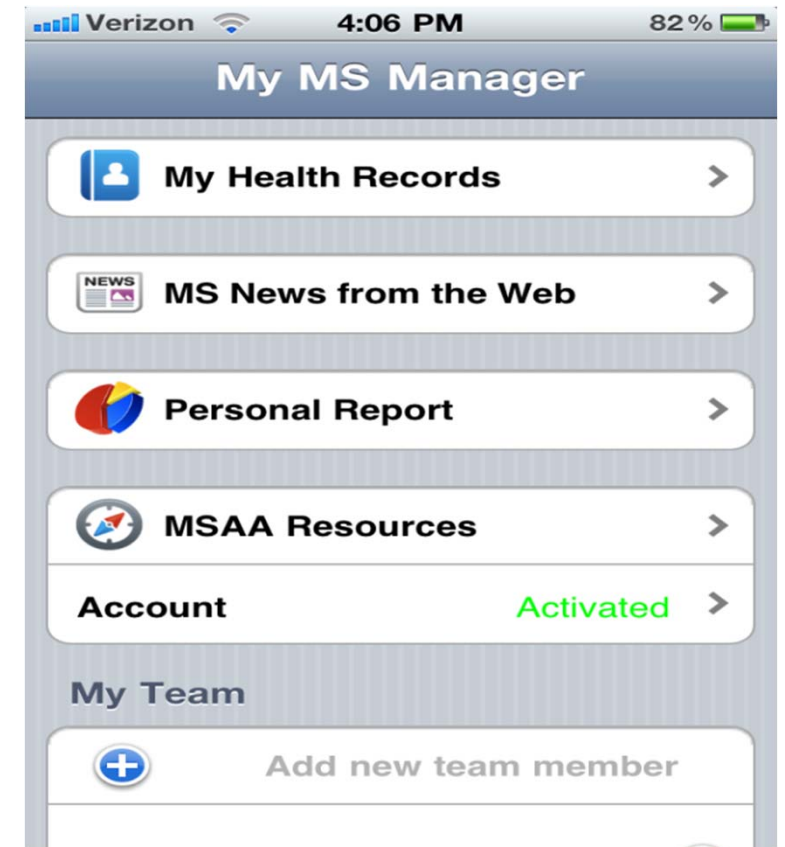 Verizon 4:06 PM 82%
My MS Manager
My Health Records
NEWS
MS News from the Web
Personal Report
MSAA Resources
Account Activated
My Team
Add new team member